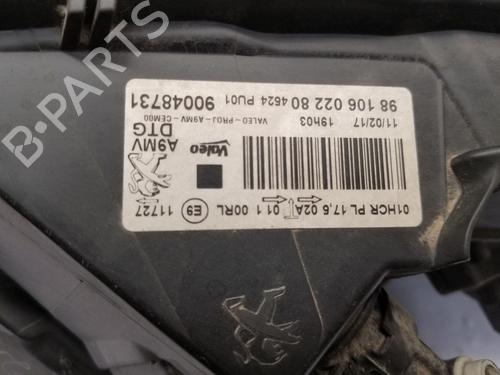 98 106 022 80 4524 PU01 90048731
VALEO-PROJ-A9MV-CEM00
11/02/17 19h03
DTG
A9MV
Valeo
01HCR PL 17,6 02A 01 1 00RL E9 11727
B-PARTS